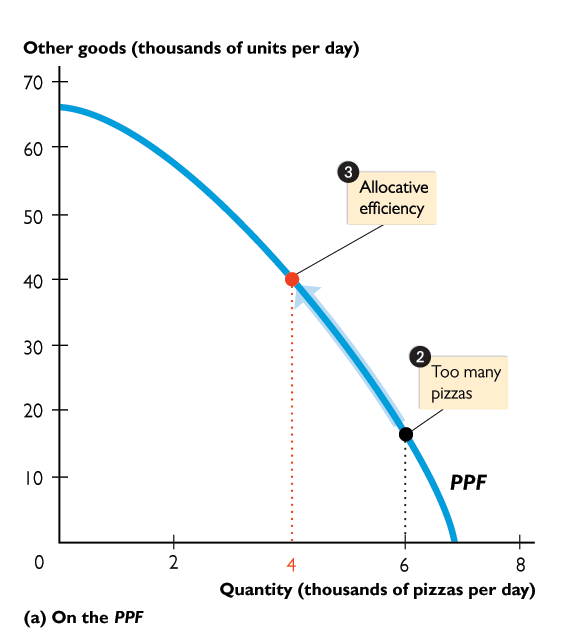 Other goods (thousands of units per day)
70
60
50
40
30
20
10
0
2
4
6
8
3
Allocative
efficiency
2
Too many
pizzas
PPF
Quantity (thousands of pizzas per day)
(a) On the PPF